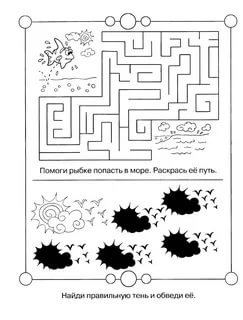 Помоги рыбке попасть в море. Раскрась её путь.
Найди правильную тень и обведи её.